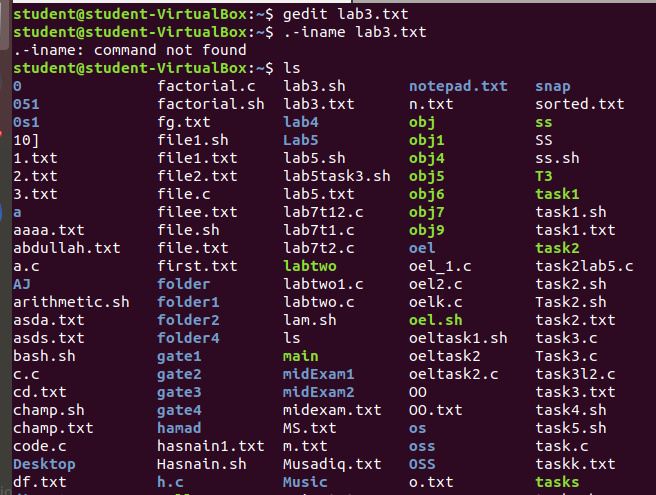 student@student-VirtualBox:~$ gedit lab3.txt
student@student-VirtualBox:~$ .-iname lab3.txt
.-iname: command not found
student@student-VirtualBox:~$ ls
0 factorial.c lab3.sh notepad.txt snap
051 factorial.sh lab3.txt n.txt sorted.txt
0s1 fg.txt lab4 obj ss
10] file1.sh Lab5 obj1 SS
1.txt file1.txt lab5.sh obj4 ss.sh
2.txt file2.txt lab5task3.sh obj5 T3
3.txt file.c lab5.txt obj6 task1
a filee.txt lab7t12.c obj7 task1.sh
aaaa.txt file.sh lab7t1.c obj9 task1.txt
abdullah.txt file.txt lab7t2.c oel task2
a.c first.txt labtwo oel_1.c task2lab5.c
AJ folder labtwo1.c oel2.c task2.sh
arithmetic.sh folder1 labtwo.c oelk.c Task2.sh
asda.txt folder2 lam.sh oel.sh task2.txt
asds.txt folder4 ls oeltask1.sh task3.c
bash.sh gate1 main oeltask2 Task3.c
c.c gate2 midExam1 oeltask2.c task3l2.c
cd.txt gate3 midExam2 OO task3.txt
champ.sh gate4 midexam.txt OO.txt task4.sh
champ.txt hamad MS.txt os task5.sh
code.c hasnain1.txt m.txt oss task.c
Desktop Hasnain.sh Musadiq.txt OSS taskk.txt
df.txt h.c Music o.txt tasks